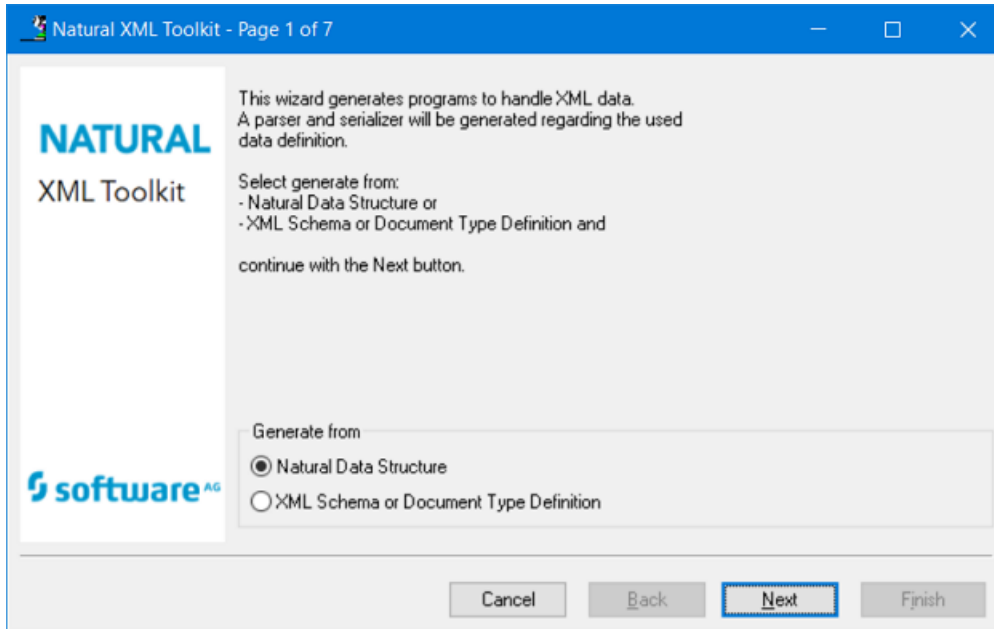 Natural XML Toolkit - Page 1 of 7
NATURAL
XML Toolkit
This wizard generates programs to handle XML data.
A parser and serializer will be generated regarding the used
data definition.
Select generate from:
- Natural Data Structure or
- XML Schema or Document Type Definition and
continue with the Next button.
Generate from
Natural Data Structure
XML Schema or Document Type Definition
software AG
Cancel
Back
Next
Finish